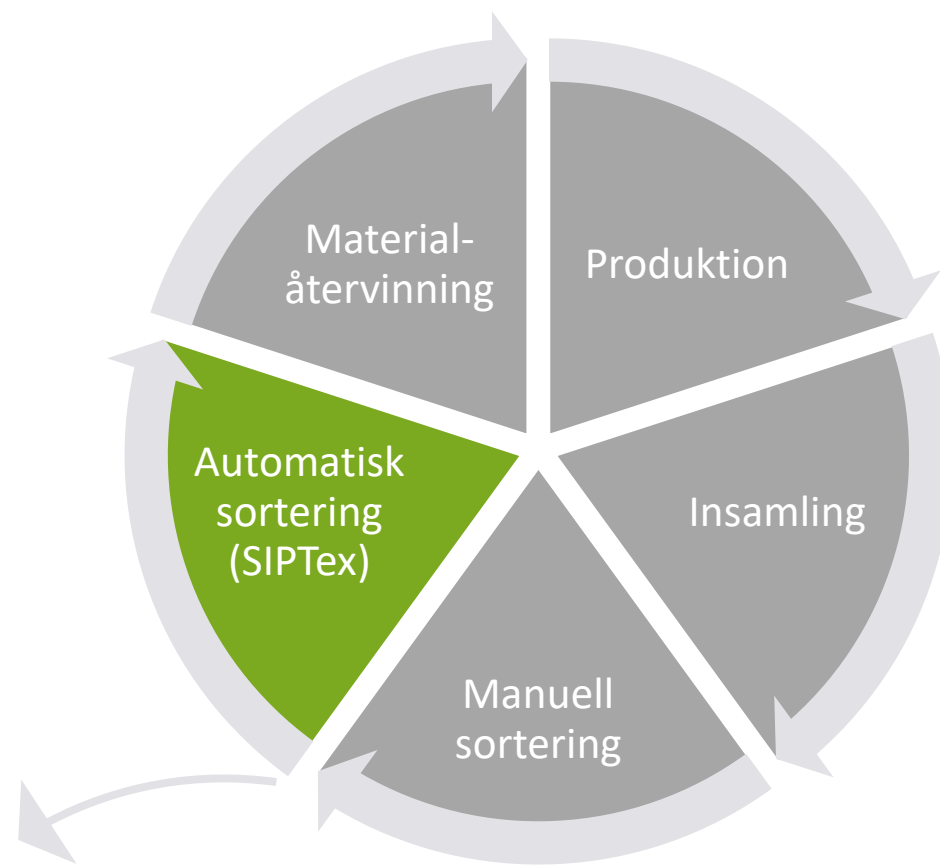 Material-
återvinning
Produktion
Automatisk
sortering
(SIPTex)
Insamling
Manuell
sortering